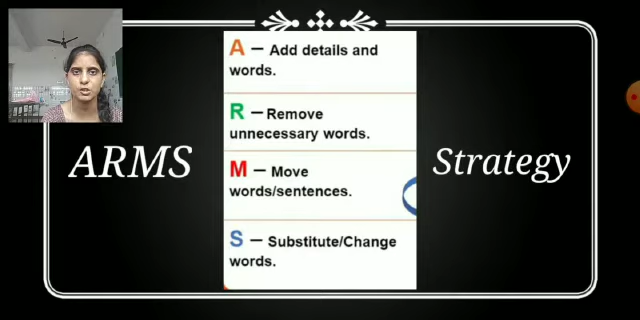 ARMS
A – Add details and
words.
R – Remove
unnecessary words.
M – Move
words/sentences.
S – Substitute/Change
words.
Strategy